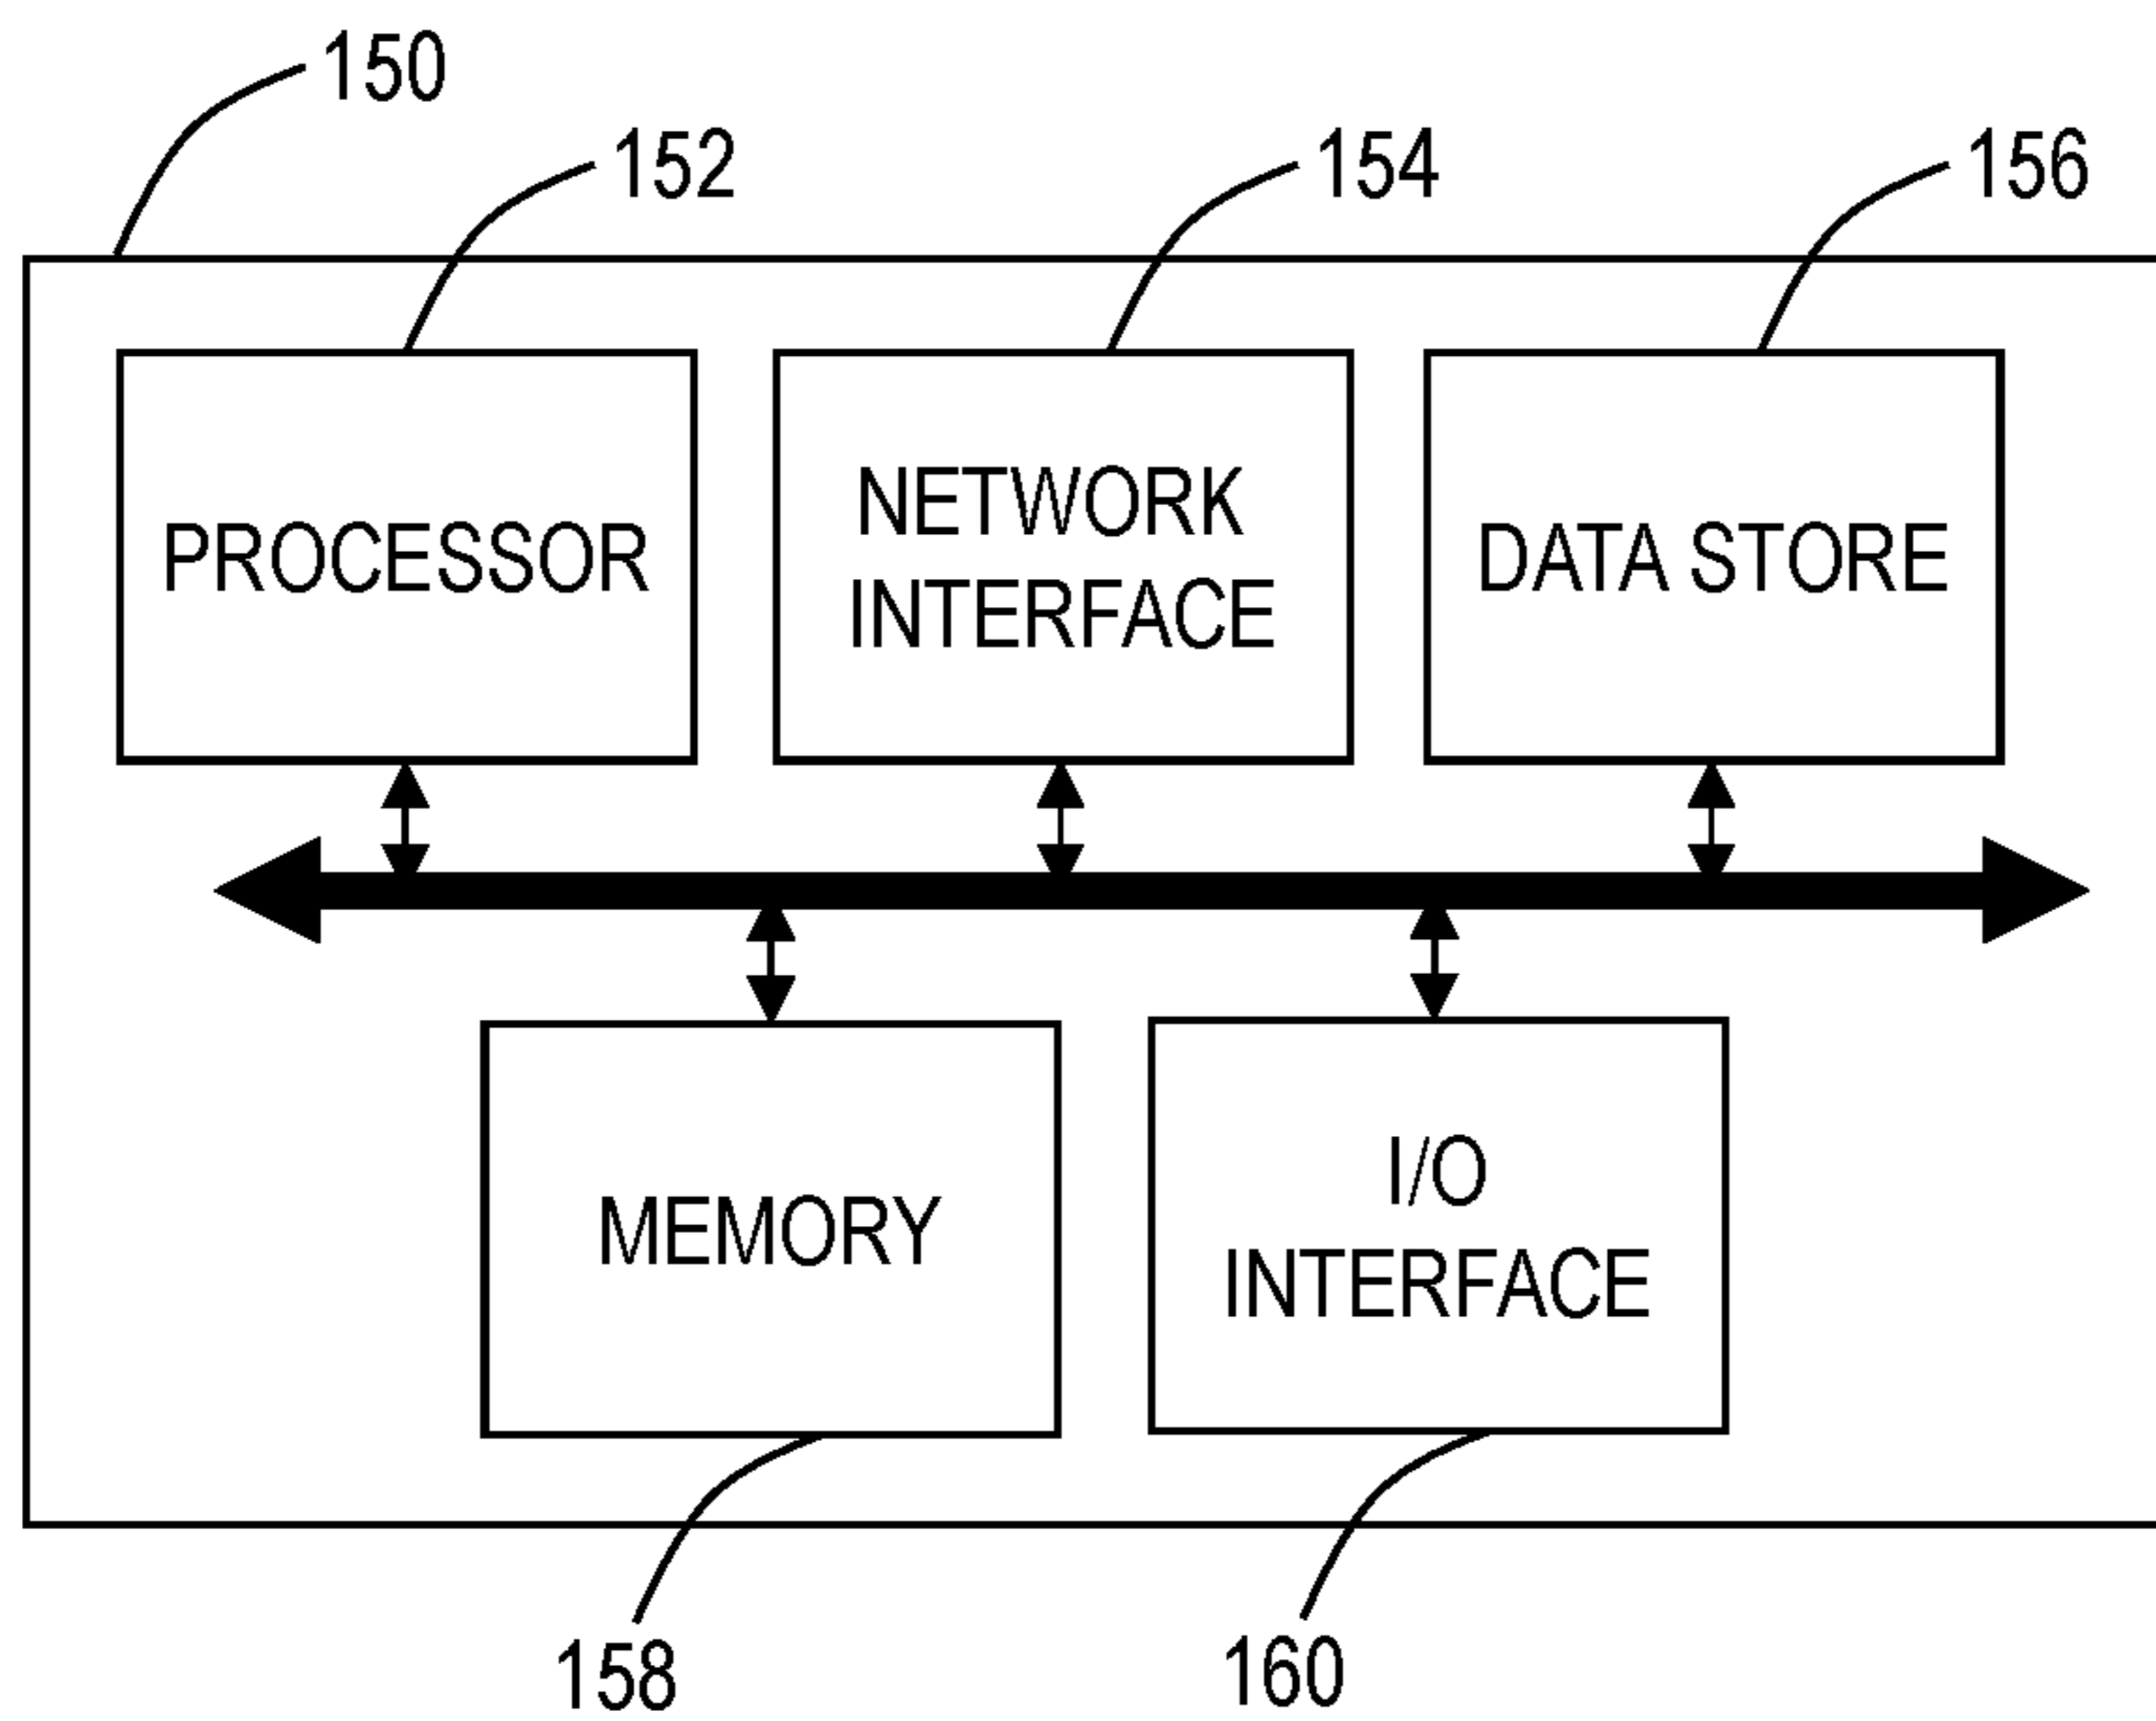 150
152
154
156
PROCESSOR
NETWORK
INTERFACE
DATA STORE
MEMORY
I/O
INTERFACE
158
160